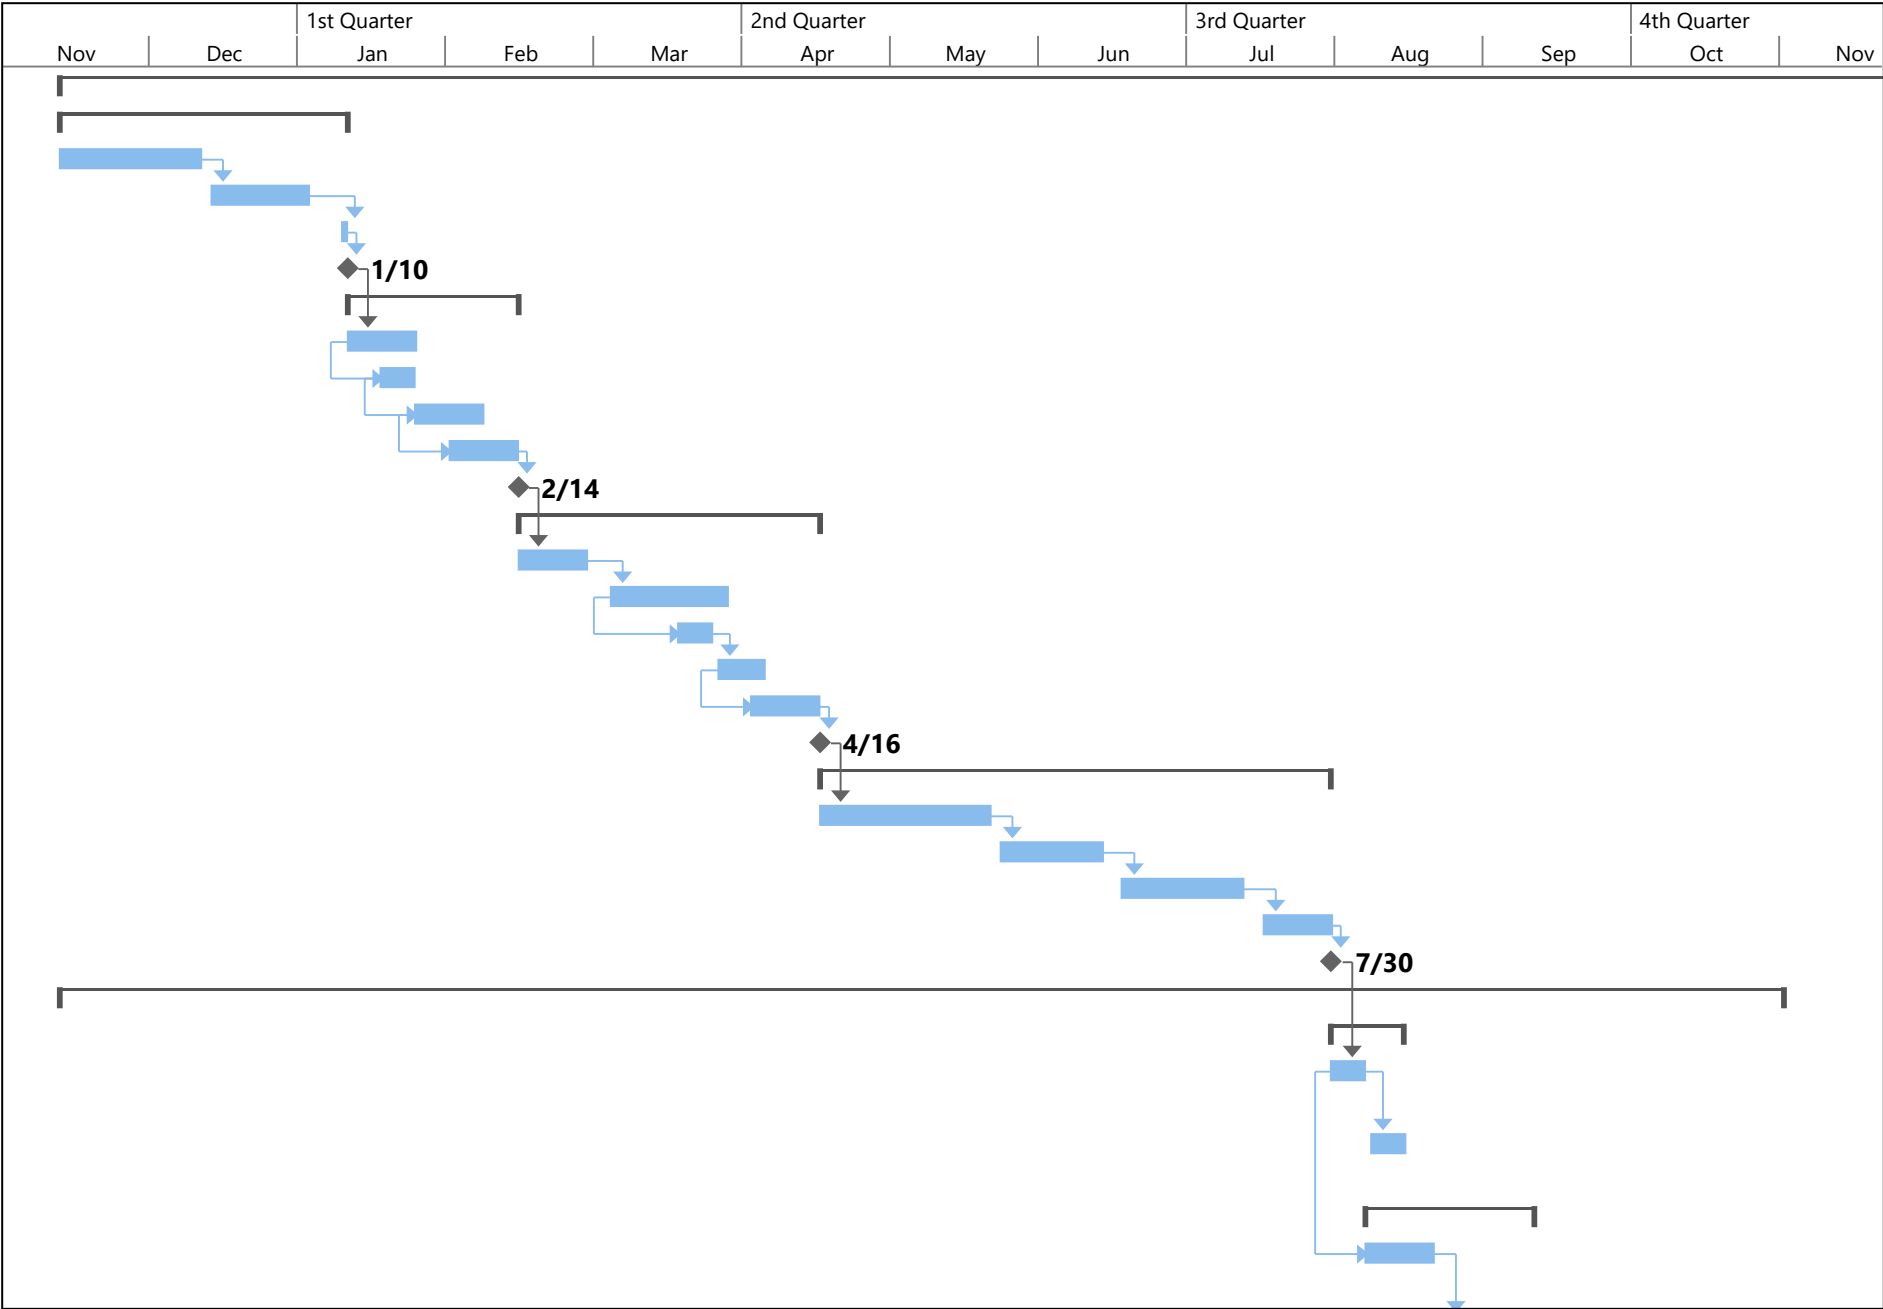 1st Quarter 2nd Quarter 3rd Quarter 4th Quarter
Nov Dec Jan Feb Mar Apr May Jun Jul Aug Sep Oct Nov
1/10
2/14
4/16
7/30